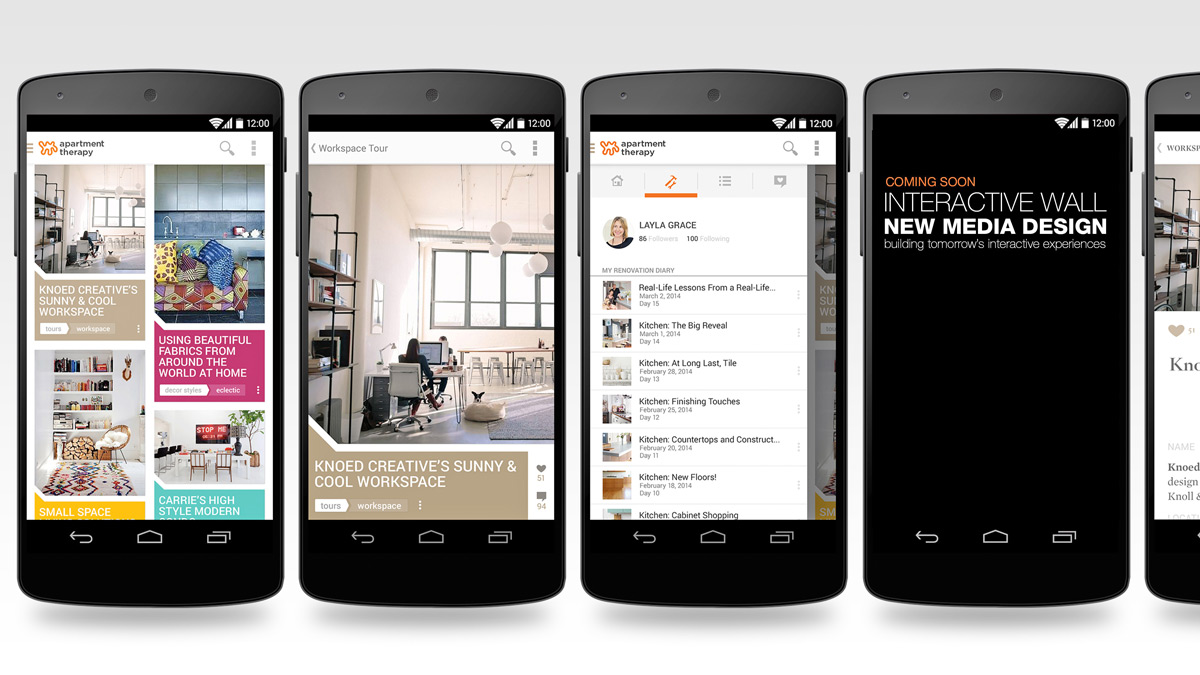 12:00
apartment
therapy
KNOED CREATIVE'S
SUNNY & COOL
WORKSPACE
tours workspace
USING BEAUTIFUL
FABRICS FROM
AROUND THE
WORLD AT HOME
decor styles eclectic
STOP ME
SMALL SPACE
CARRIE'S HIGH
STYLE MODERN
12:00
Workspace Tour
KNOED CREATIVE'S SUNNY &
COOL WORKSPACE
tours workspace
51
94
12:00
apartment
therapy
LAYLA GRACE
86 Followers 100 Following
MY RENOVATION DIARY
Real-Life Lessons From a Real-Life...
March 2, 2014
Day 15
Kitchen: The Big Reveal
March 1, 2014
Day 14
Kitchen: At Long Last, Tile
February 28, 2014
Day 13
Kitchen: Finishing Touches
February 25, 2014
Day 12
Kitchen: Countertops and Construct...
February 20, 2014
Day 11
Kitchen: New Floors!
February 18, 2014
Day 10
Kitchen: Cabinet Shopping
KN
SU
WO
tou
SM
12:00
COMING SOON
INTERACTIVE WALL
NEW MEDIA DESIGN
building tomorrow's interactive experiences
WORKSP
51
Kno
NAME
Knoed
design
Knoll &